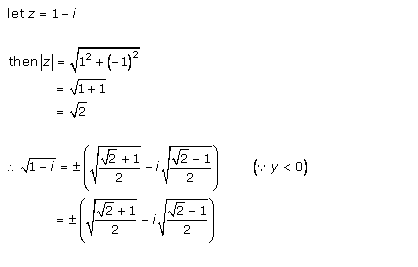 let z = 1 − i
then |z| = √(1² + (−1)²)
= √(1 + 1)
= √2
∴ √(1 − i) = ± (√((√2 + 1)/2) − i √((√2 − 1)/2)) (∵ y < 0)
= ± (√((√2 + 1)/2) − i √((√2 − 1)/2))